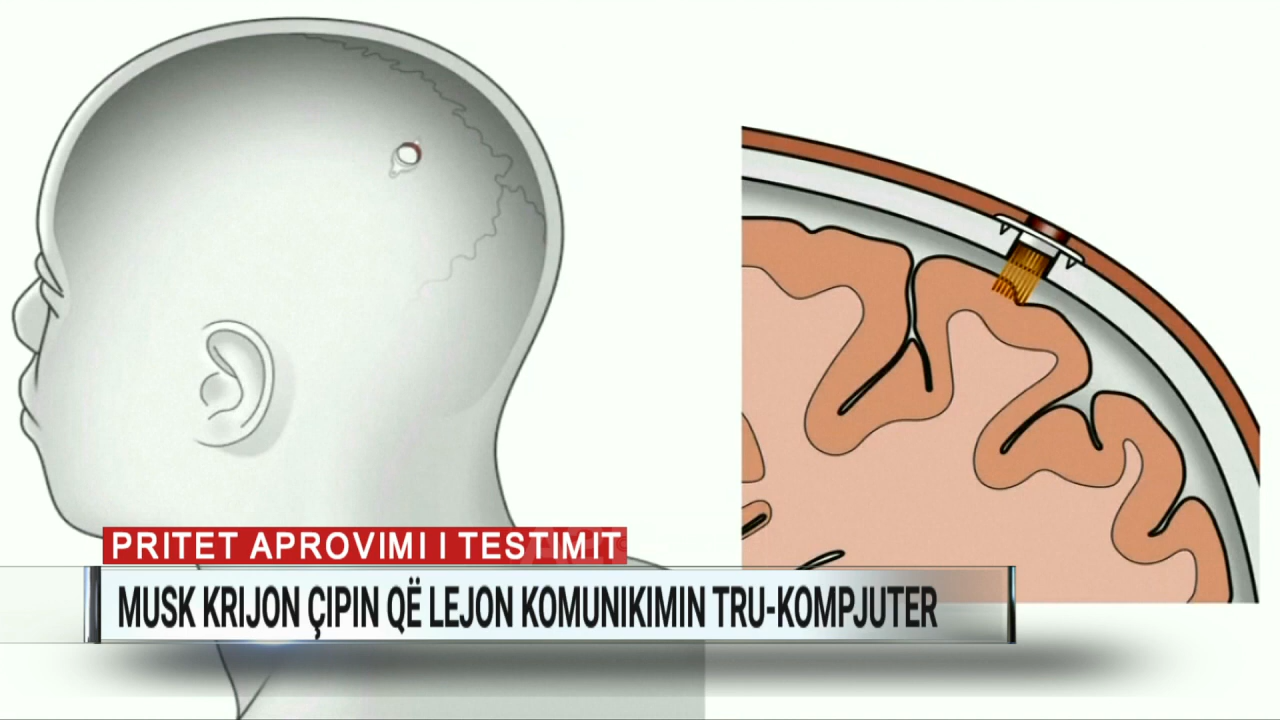 PRITET APROVIMI I TESTIMIT
MUSK KRIJON ÇIPIN QË LEJON KOMUNIKIMIN TRU-KOMPJUTER